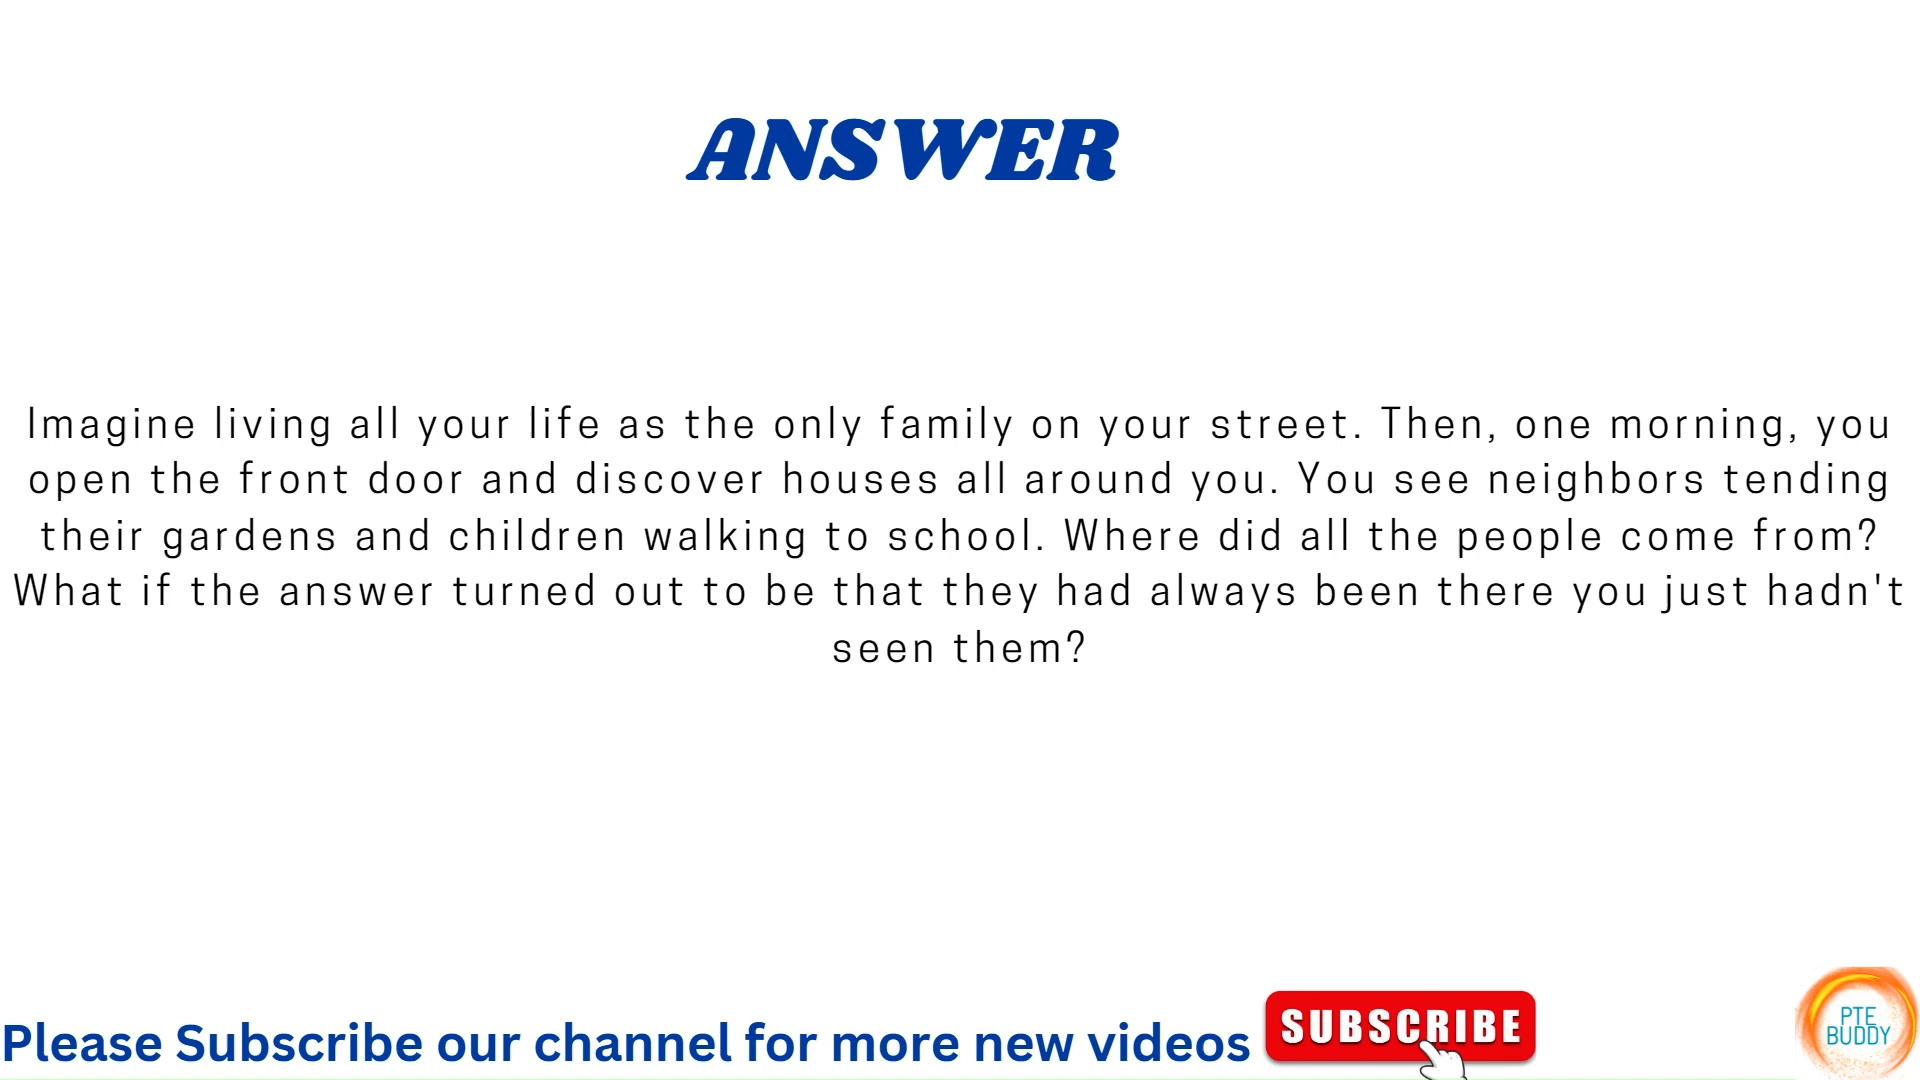 ANSWER
Imagine living all your life as the only family on your street. Then, one morning, you
open the front door and discover houses all around you. You see neighbors tending
their gardens and children walking to school. Where did all the people come from?
What if the answer turned out to be that they had always been there you just hadn't
seen them?
Please Subscribe our channel for more new videos
SUBSCRIBE
PTE
BUDDY